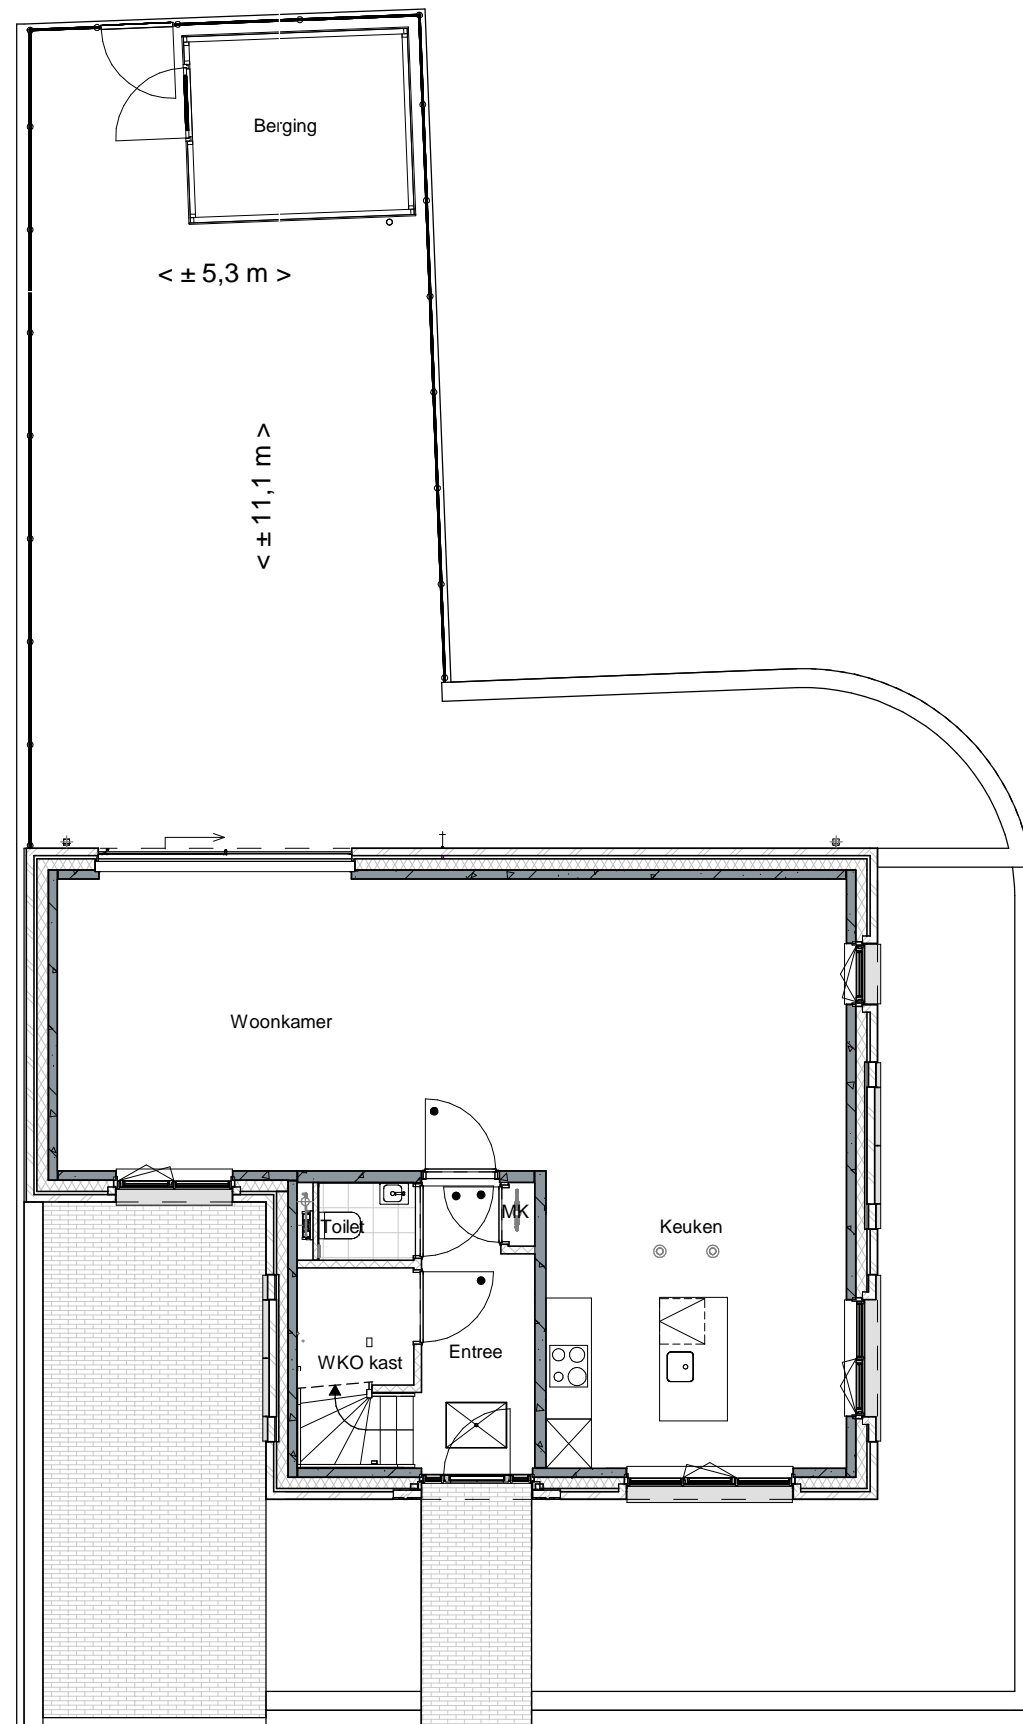 Berging
< ± 5,3 m >
< ± 11,1 m >
Woonkamer
MK
Toilet
Keuken
Entree
WKO kast